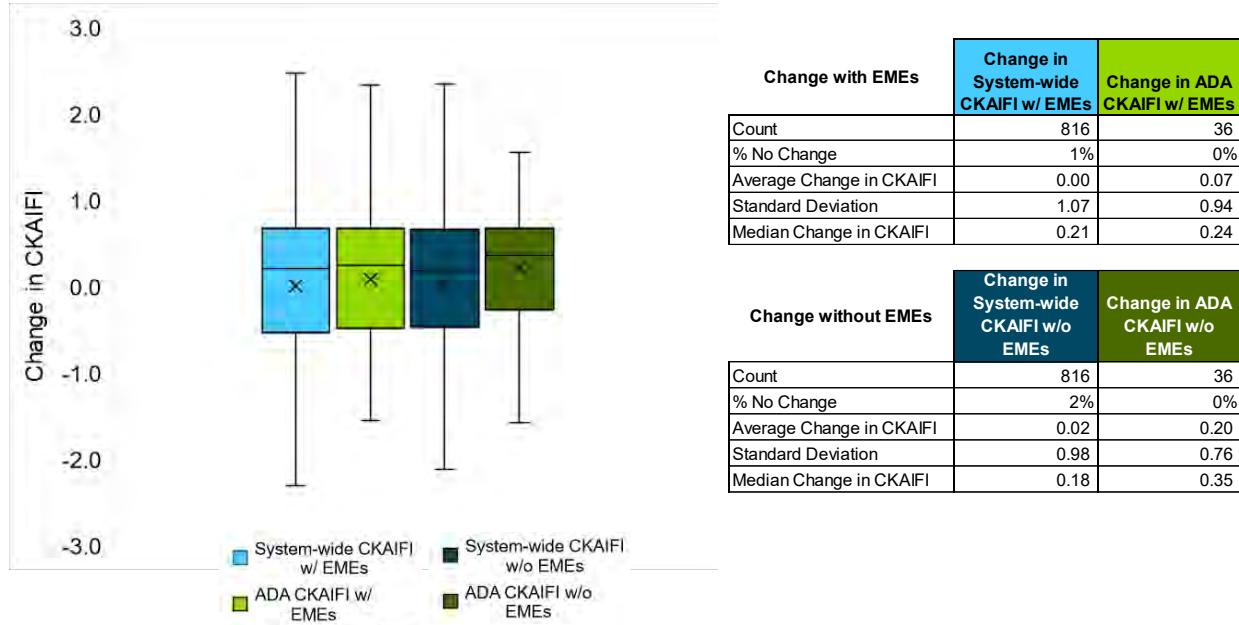 3.0
2.0
1.0
0.0
-1.0
-2.0
-3.0
Change in CKAIFI
System-wide CKAIFI
w/ EMEs
System-wide CKAIFI
w/o EMEs
ADA CKAIFI w/
EMEs
ADA CKAIFI w/o
EMEs
Change with EMEs
Change in
System-wide
CKAIFI w/ EMEs
Change in ADA
CKAIFI w/ EMEs
Count 816 36
% No Change 1% 0%
Average Change in CKAIFI 0.00 0.07
Standard Deviation 1.07 0.94
Median Change in CKAIFI 0.21 0.24
Change without EMEs
Change in
System-wide
CKAIFI w/o
EMEs
Change in ADA
CKAIFI w/o
EMEs
Count 816 36
% No Change 2% 0%
Average Change in CKAIFI 0.02 0.20
Standard Deviation 0.98 0.76
Median Change in CKAIFI 0.18 0.35